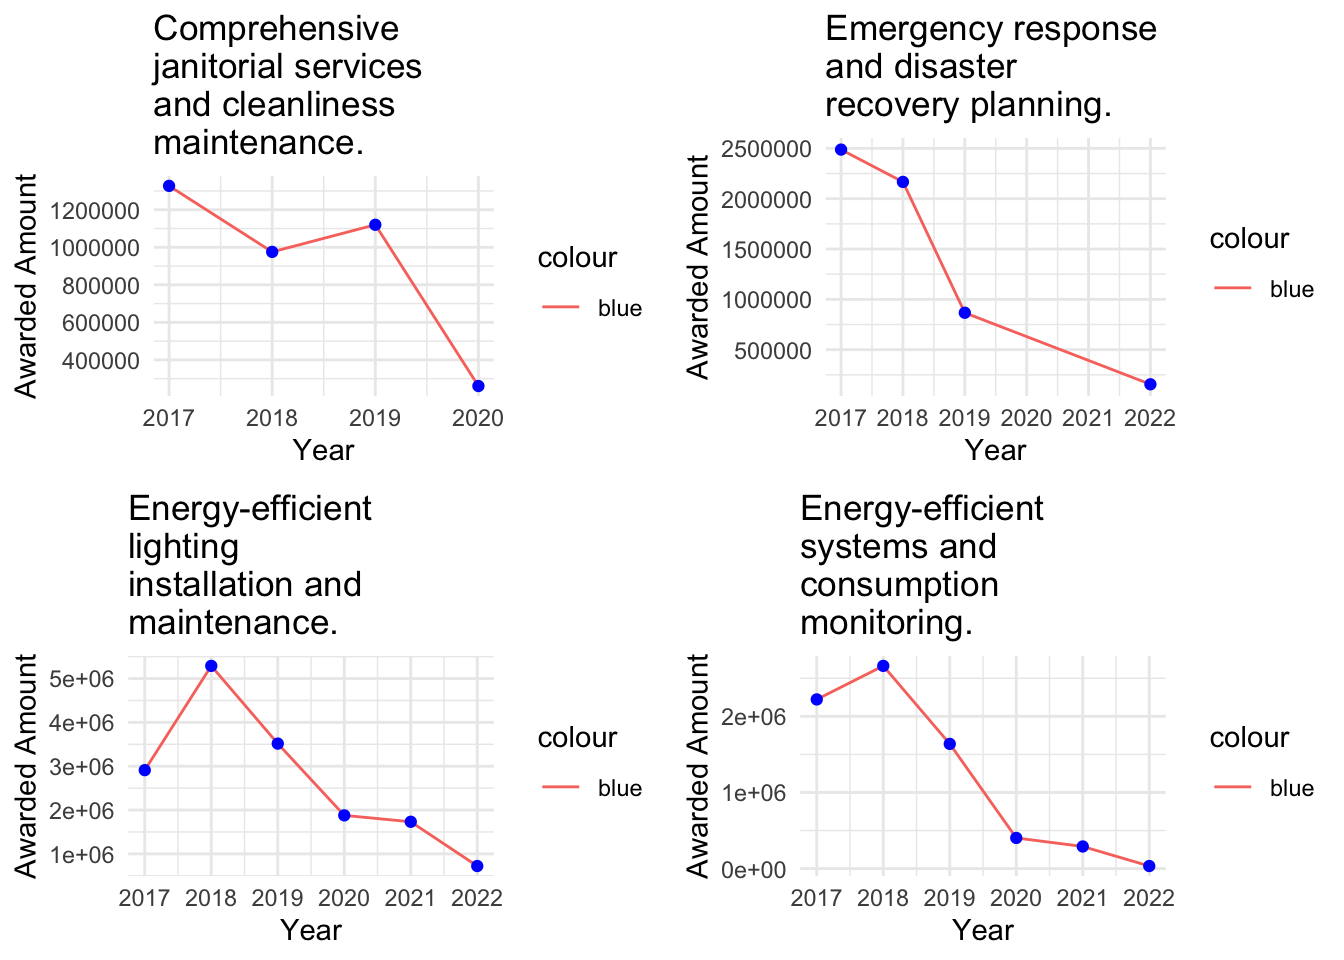 Comprehensive
janitorial services
and cleanliness
maintenance.
Awarded Amount
1200000
1000000
800000
600000
400000
2017 2018 2019 2020
Year
colour
blue
Emergency response
and disaster
recovery planning.
Awarded Amount
2500000
2000000
1500000
1000000
500000
2017 2018 2019 2020 2021 2022
Year
colour
blue
Energy-efficient
lighting
installation and
maintenance.
Awarded Amount
5e+06
4e+06
3e+06
2e+06
1e+06
2017 2018 2019 2020 2021 2022
Year
colour
blue
Energy-efficient
systems and
consumption
monitoring.
Awarded Amount
2e+06
1e+06
0e+00
2017 2018 2019 2020 2021 2022
Year
colour
blue